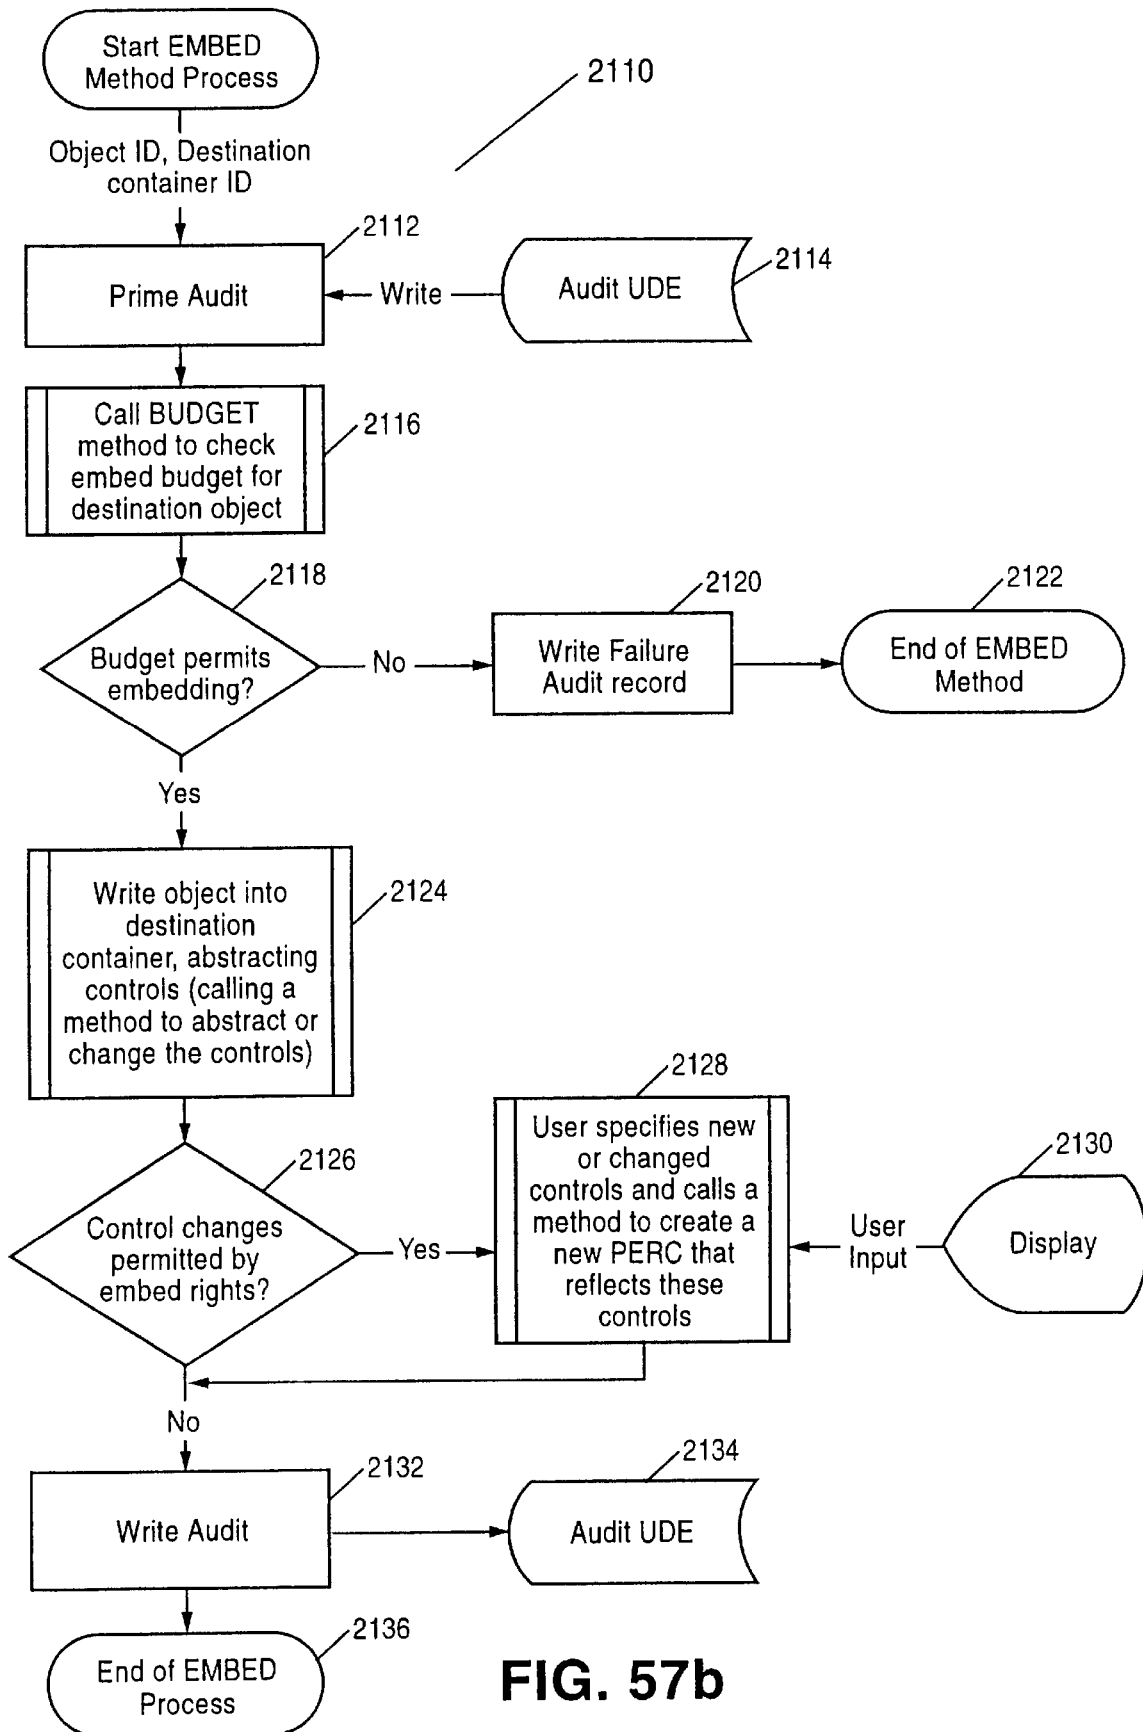 Start EMBED
Method Process
2110
Object ID, Destination
container ID
2112
Prime Audit
Write
Audit UDE
2114
Call BUDGET
method to check
embed budget for
destination object
2116
2118
Budget permits
embedding?
No
2120
Write Failure
Audit record
2122
End of EMBED
Method
Yes
Write object into
destination
container, abstracting
controls (calling a
method to abstract or
change the controls)
2124
2126
Control changes
permitted by
embed rights?
Yes
2128
User specifies new
or changed
controls and calls a
method to create a
new PERC that
reflects these
controls
User
Input
2130
Display
No
2132
Write Audit
2134
Audit UDE
2136
End of EMBED
Process
FIG. 57b